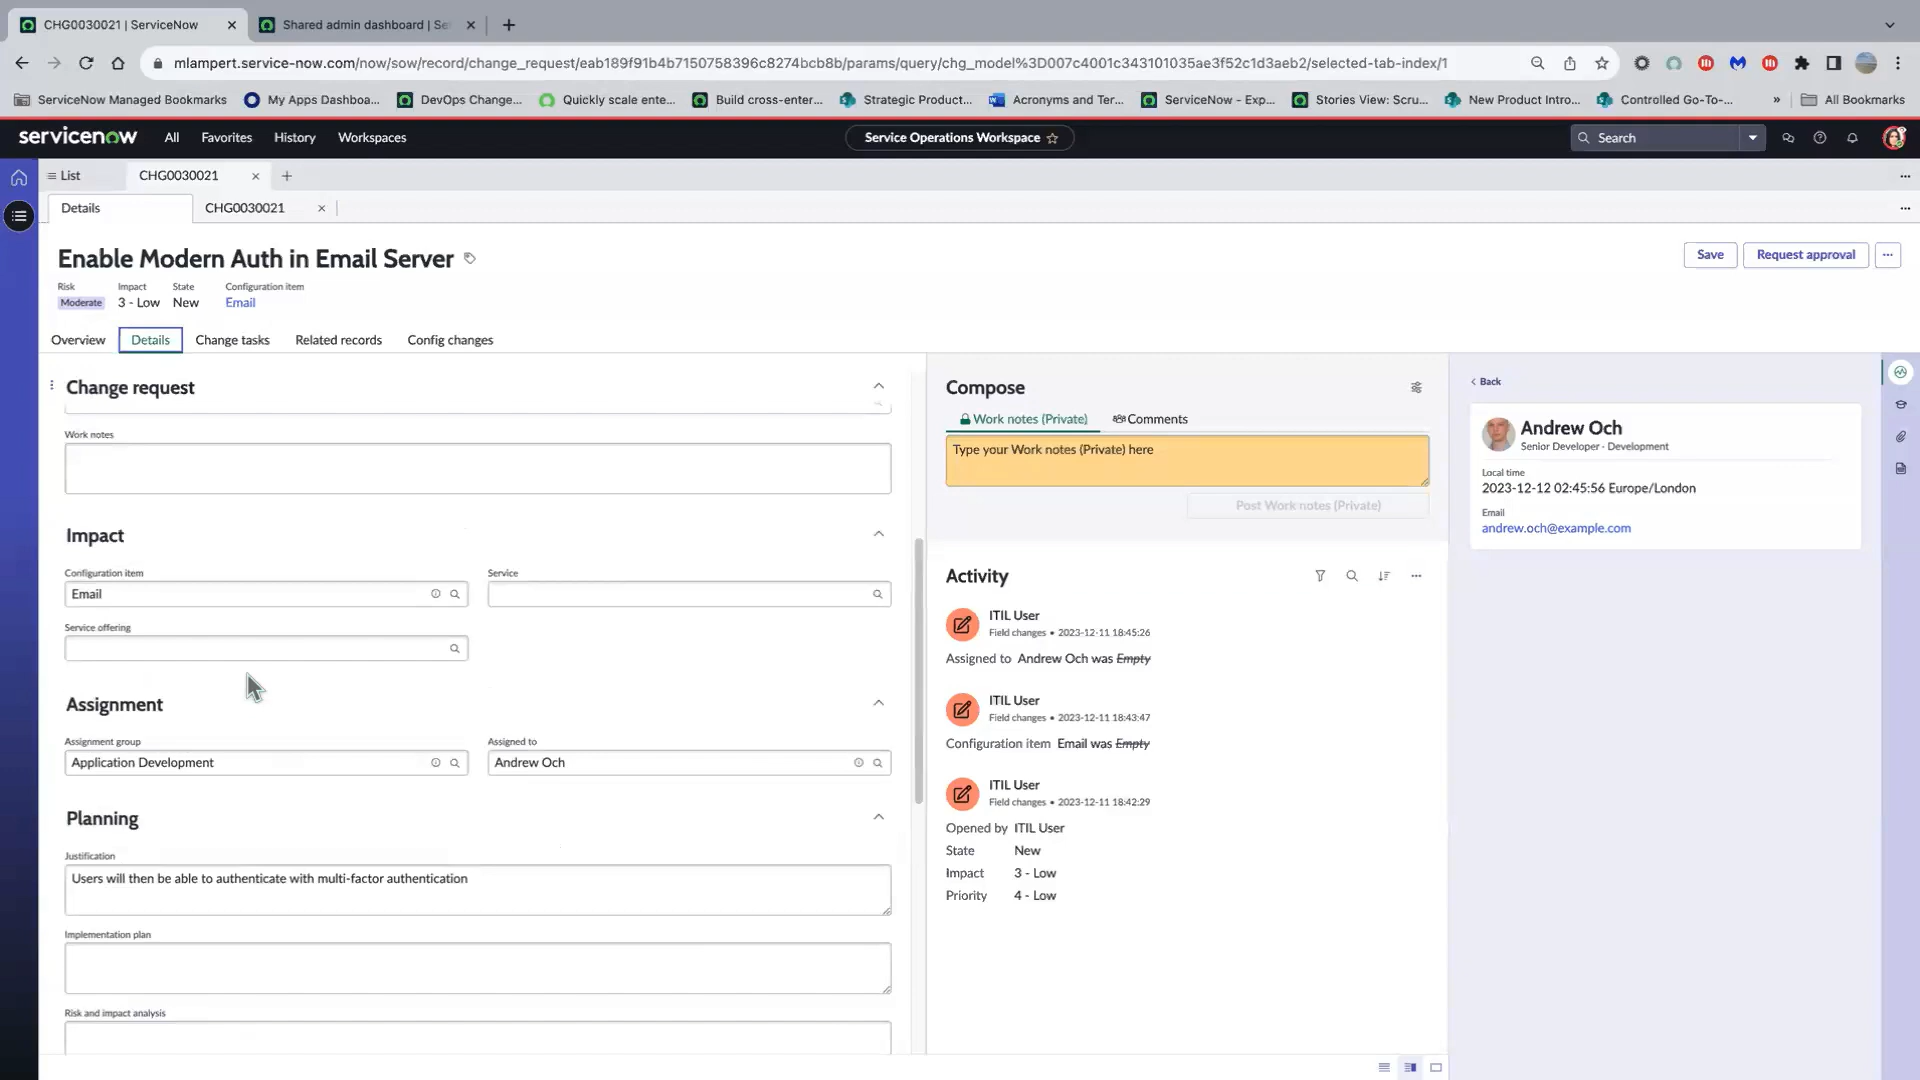 CHG0030021 | ServiceNow
Shared admin dashboard | Se
mlampert.service-now.com/now/sow/record/change_request/eab189f91b4b7150758396c8274bcb8b/params/query/chg_model%3D007c4001c343101035ae3f52c1d3aeb2/selected-tab-index/1
ServiceNow Managed Bookmarks
My Apps Dashboa...
DevOps Change...
Quickly scale ente...
Build cross-enter...
Strategic Product...
Acronyms and Ter...
ServiceNow - Exp...
Stories View: Scru...
New Product Intro...
Controlled Go-To-...
»
All Bookmarks
servicenow
All
Favorites
History
Workspaces
Service Operations Workspace
Search
List
CHG0030021
Details
CHG0030021
Enable Modern Auth in Email Server
Save
Request approval
Risk
Impact
State
Configuration item
Moderate
3 - Low
New
Email
Overview
Details
Change tasks
Related records
Config changes
Change request
Work notes
Impact
Configuration item
Email
Service
Service offering
Assignment
Assignment group
Application Development
Assigned to
Andrew Och
Planning
Justification
Users will then be able to authenticate with multi-factor authentication
Implementation plan
Risk and impact analysis
Compose
Work notes (Private)
Comments
Type your Work notes (Private) here
Post Work notes (Private)
Activity
ITIL User
Field changes • 2023-12-11 18:45:26
Assigned to Andrew Och was Empty
ITIL User
Field changes • 2023-12-11 18:43:47
Configuration item Email was Empty
ITIL User
Field changes • 2023-12-11 18:42:29
Opened by ITIL User
State New
Impact 3 - Low
Priority 4 - Low
Back
Andrew Och
Senior Developer - Development
Local time
2023-12-12 02:45:56 Europe/London
Email
andrew.och@example.com